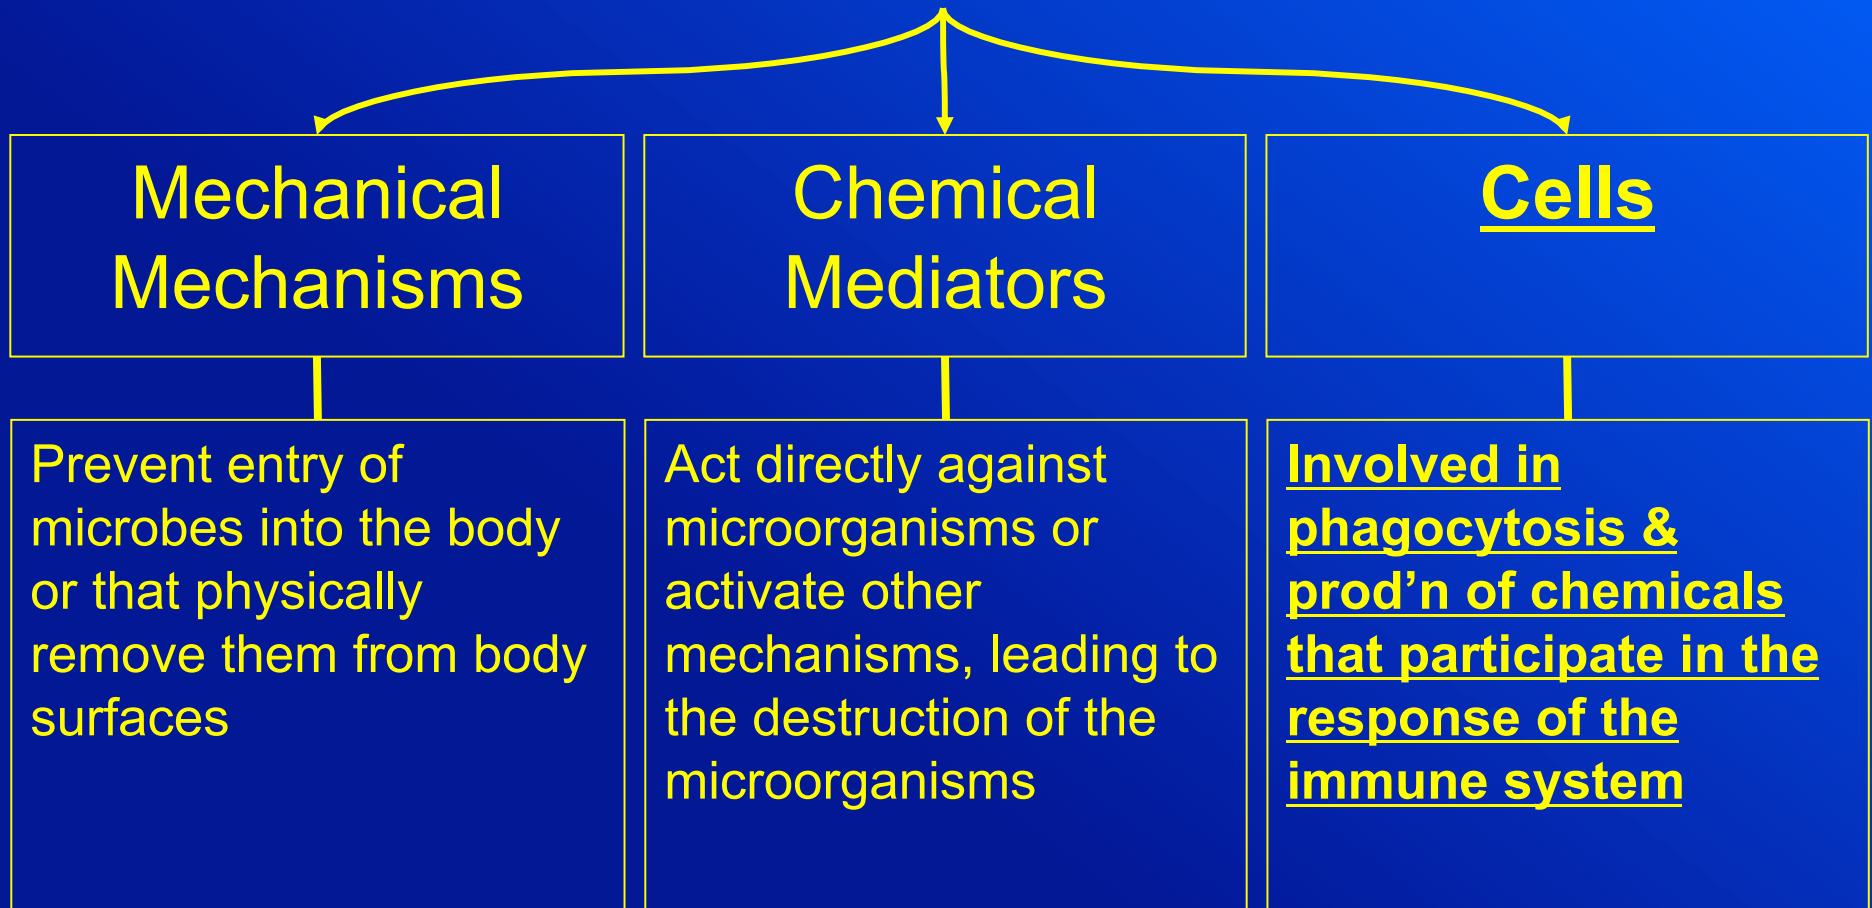 Mechanical
Mechanisms
Chemical
Mediators
Cells
Prevent entry of
microbes into the body
or that physically
remove them from body
surfaces
Act directly against
microorganisms or
activate other
mechanisms, leading to
the destruction of the
microorganisms
Involved in
phagocytosis &
prod’n of chemicals
that participate in the
response of the
immune system